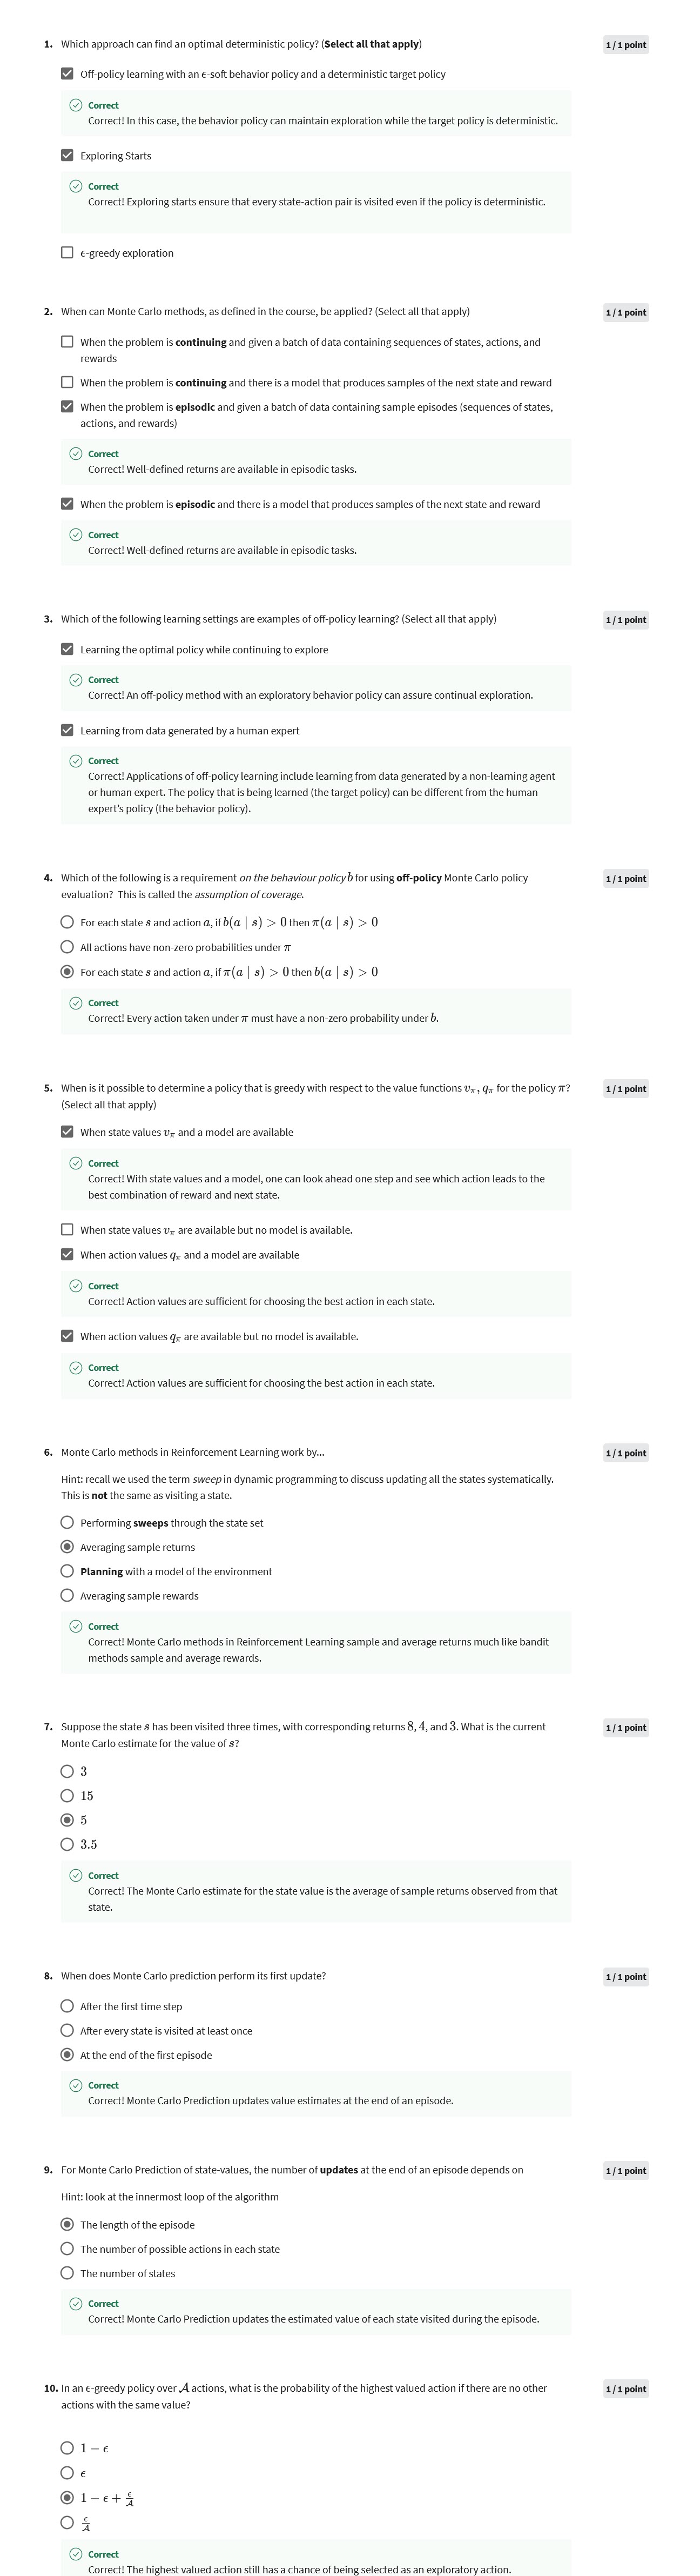 1. Which approach can find an optimal deterministic policy? (Select all that apply)
1 / 1 point
Off-policy learning with an ϵ-soft behavior policy and a deterministic target policy
Correct
Correct! In this case, the behavior policy can maintain exploration while the target policy is deterministic.
Exploring Starts
Correct
Correct! Exploring starts ensure that every state-action pair is visited even if the policy is deterministic.
ϵ-greedy exploration
2. When can Monte Carlo methods, as defined in the course, be applied? (Select all that apply)
1 / 1 point
When the problem is continuing and given a batch of data containing sequences of states, actions, and
rewards
When the problem is continuing and there is a model that produces samples of the next state and reward
When the problem is episodic and given a batch of data containing sample episodes (sequences of states,
actions, and rewards)
Correct
Correct! Well-defined returns are available in episodic tasks.
When the problem is episodic and there is a model that produces samples of the next state and reward
Correct
Correct! Well-defined returns are available in episodic tasks.
3. Which of the following learning settings are examples of off-policy learning? (Select all that apply)
1 / 1 point
Learning the optimal policy while continuing to explore
Correct
Correct! An off-policy method with an exploratory behavior policy can assure continual exploration.
Learning from data generated by a human expert
Correct
Correct! Applications of off-policy learning include learning from data generated by a non-learning agent
or human expert. The policy that is being learned (the target policy) can be different from the human
expert's policy (the behavior policy).
4. Which of the following is a requirement on the behaviour policy b for using off-policy Monte Carlo policy
1 / 1 point
evaluation? This is called the assumption of coverage.
For each state s and action a, if b(a | s) > 0 then π(a | s) > 0
All actions have non-zero probabilities under π
For each state s and action a, if π(a | s) > 0 then b(a | s) > 0
Correct
Correct! Every action taken under π must have a non-zero probability under b.
5. When is it possible to determine a policy that is greedy with respect to the value functions vπ, qπ for the policy π?
1 / 1 point
(Select all that apply)
When state values vπ and a model are available
Correct
Correct! With state values and a model, one can look ahead one step and see which action leads to the
best combination of reward and next state.
When state values vπ are available but no model is available.
When action values qπ and a model are available
Correct
Correct! Action values are sufficient for choosing the best action in each state.
When action values qπ are available but no model is available.
Correct
Correct! Action values are sufficient for choosing the best action in each state.
6. Monte Carlo methods in Reinforcement Learning work by...
1 / 1 point
Hint: recall we used the term sweep in dynamic programming to discuss updating all the states systematically.
This is not the same as visiting a state.
Performing sweeps through the state set
Averaging sample returns
Planning with a model of the environment
Averaging sample rewards
Correct
Correct! Monte Carlo methods in Reinforcement Learning sample and average returns much like bandit
methods sample and average rewards.
7. Suppose the state s has been visited three times, with corresponding returns 8, 4, and 3. What is the current
1 / 1 point
Monte Carlo estimate for the value of s?
3
15
5
3.5
Correct
Correct! The Monte Carlo estimate for the state value is the average of sample returns observed from that
state.
8. When does Monte Carlo prediction perform its first update?
1 / 1 point
After the first time step
After every state is visited at least once
At the end of the first episode
Correct
Correct! Monte Carlo Prediction updates value estimates at the end of an episode.
9. For Monte Carlo Prediction of state-values, the number of updates at the end of an episode depends on
1 / 1 point
Hint: look at the innermost loop of the algorithm
The length of the episode
The number of possible actions in each state
The number of states
Correct
Correct! Monte Carlo Prediction updates the estimated value of each state visited during the episode.
10. In an ϵ-greedy policy over 𝒜 actions, what is the probability of the highest valued action if there are no other
1 / 1 point
actions with the same value?
1 − ϵ
ϵ
1 − ϵ + ϵ/𝒜
ϵ/𝒜
Correct
Correct! The highest valued action still has a chance of being selected as an exploratory action.